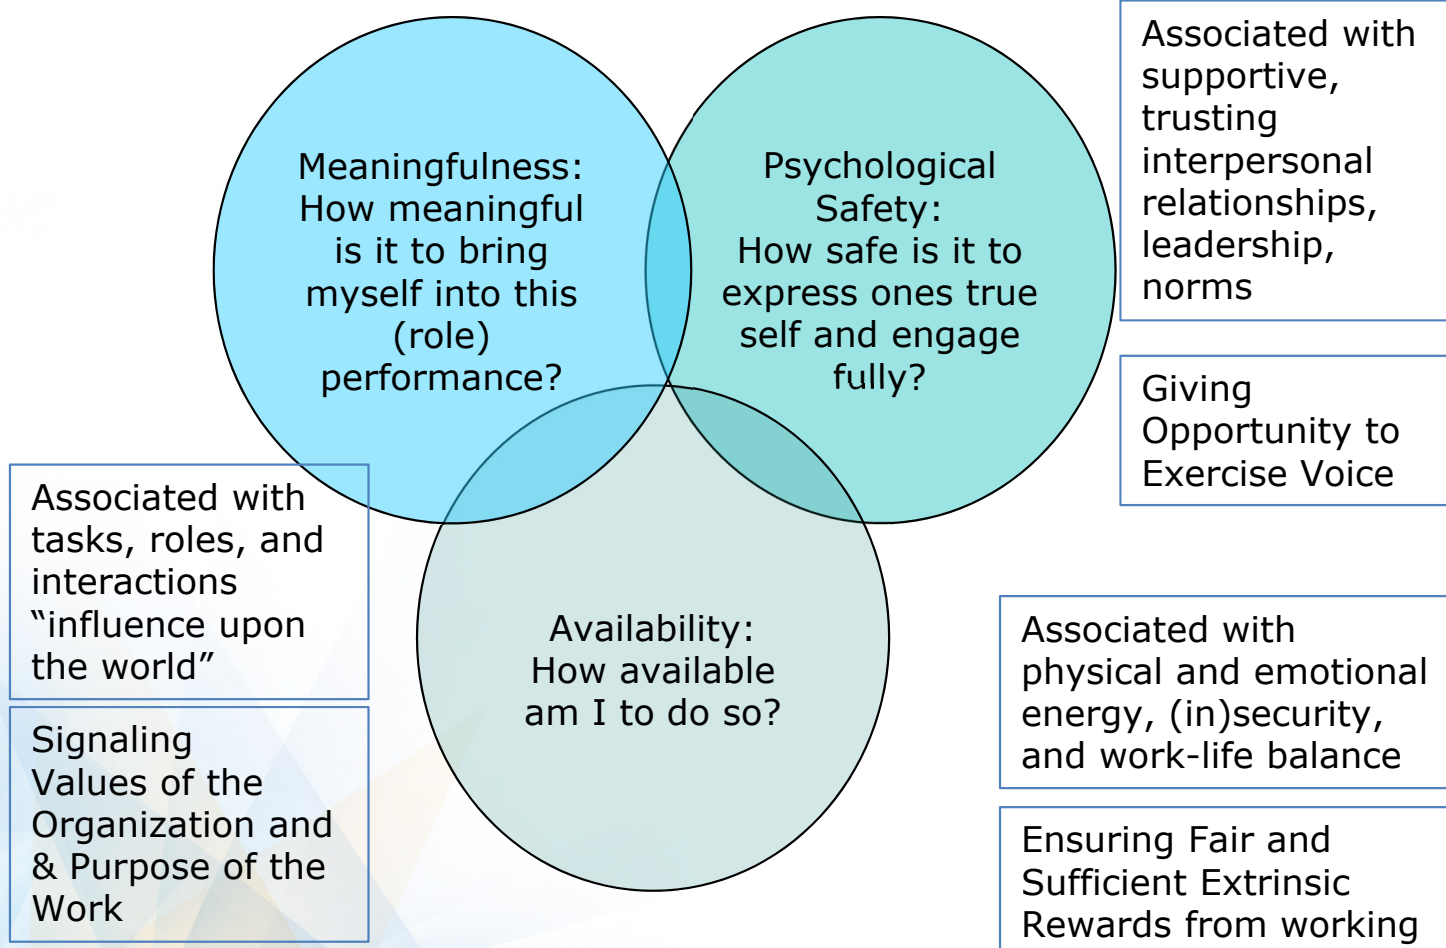 Meaningfulness:
How meaningful
is it to bring
myself into this
(role)
performance?
Psychological
Safety:
How safe is it to
express ones true
self and engage
fully?
Associated with
supportive,
trusting
interpersonal
relationships,
leadership,
norms
Giving
Opportunity to
Exercise Voice
Associated with
tasks, roles, and
interactions
“influence upon
the world”
Signaling
Values of the
Organization and
& Purpose of the
Work
Availability:
How available
am I to do so?
Associated with
physical and emotional
energy, (in)security,
and work-life balance
Ensuring Fair and
Sufficient Extrinsic
Rewards from working